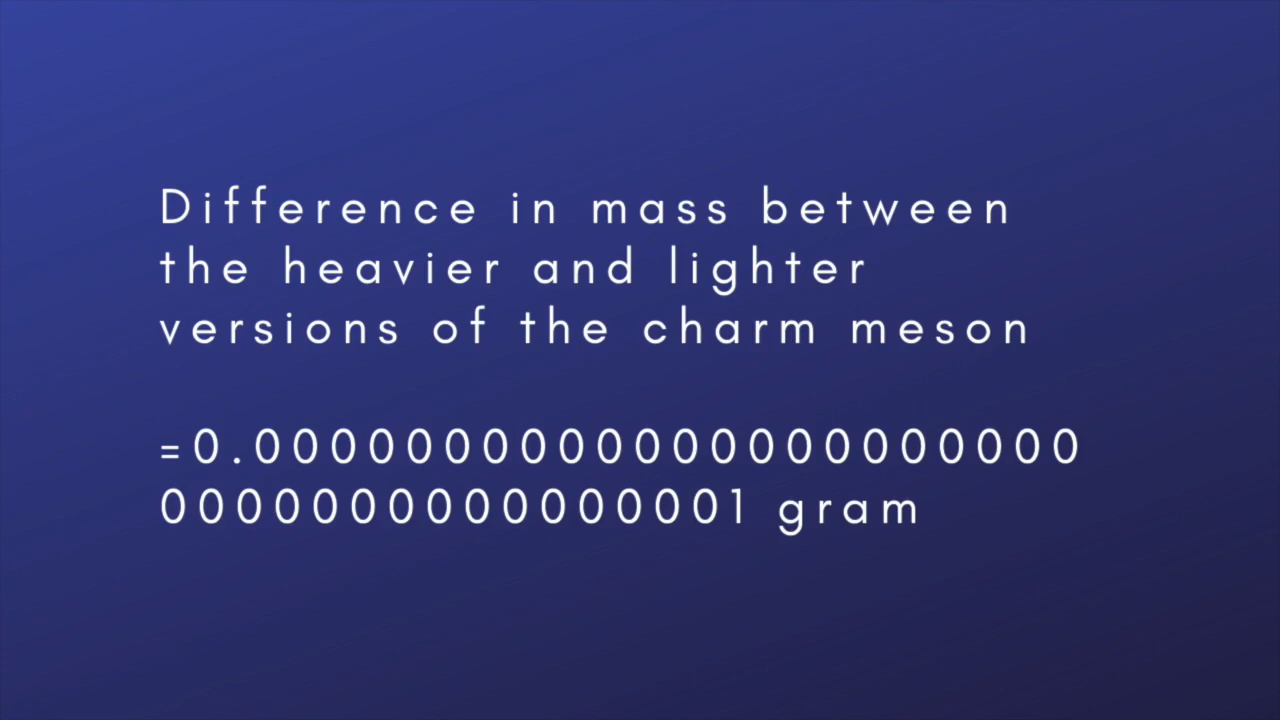 Difference in mass between
the heavier and lighter
versions of the charm meson
=0.0000000000000000000000
0000000000000001 gram